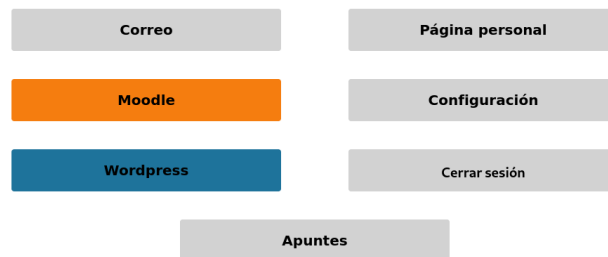 Correo
Página personal
Moodle
Configuración
Wordpress
Cerrar sesión
Apuntes